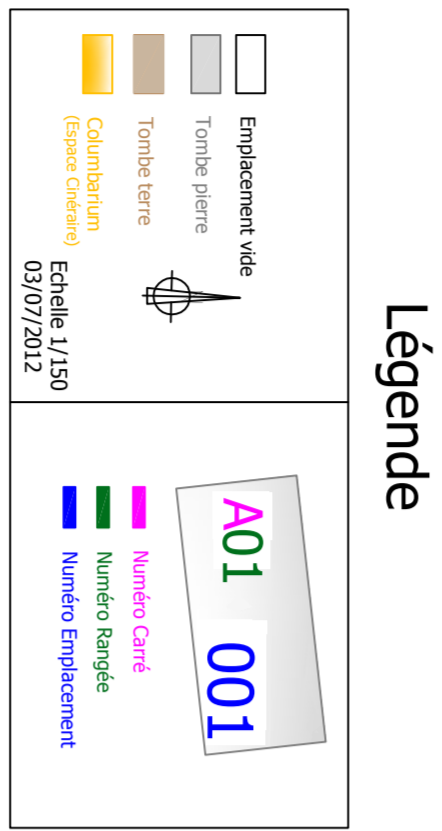 Légende
Emplacement vide
Tombe pierre
Tombe terre
Columbarium
(Espace Cinéraire)
Echelle 1/150
03/07/2012
A01 001
Numéro Carré
Numéro Rangée
Numéro Emplacement